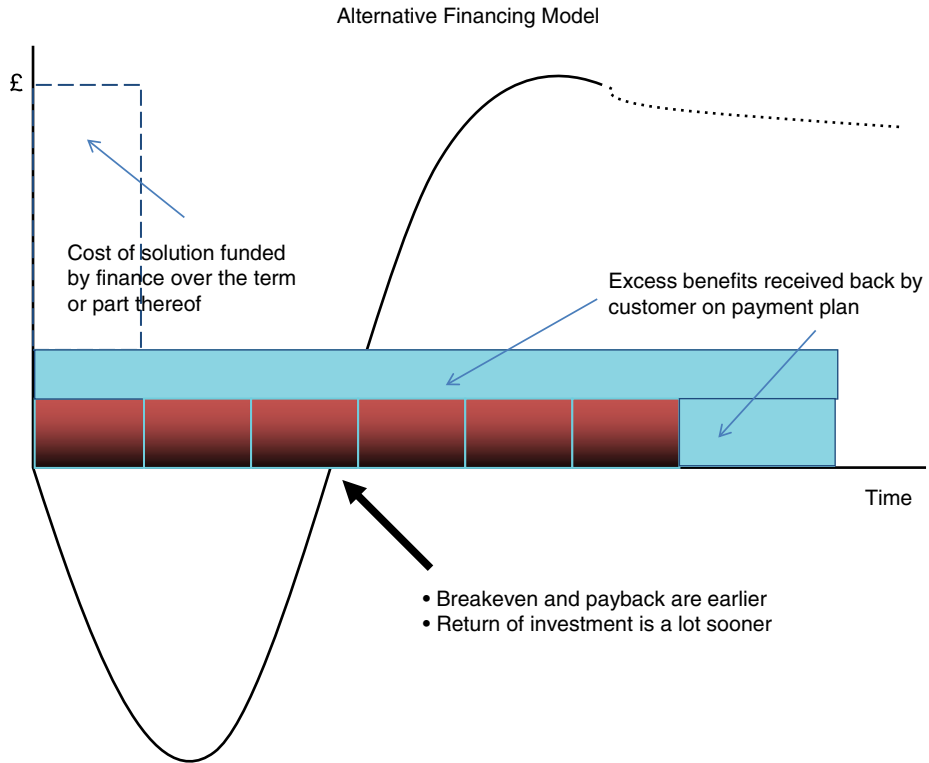 Alternative Financing Model
£
Cost of solution funded
by finance over the term
or part thereof
Excess benefits received back by
customer on payment plan
Time
• Breakeven and payback are earlier
• Return of investment is a lot sooner